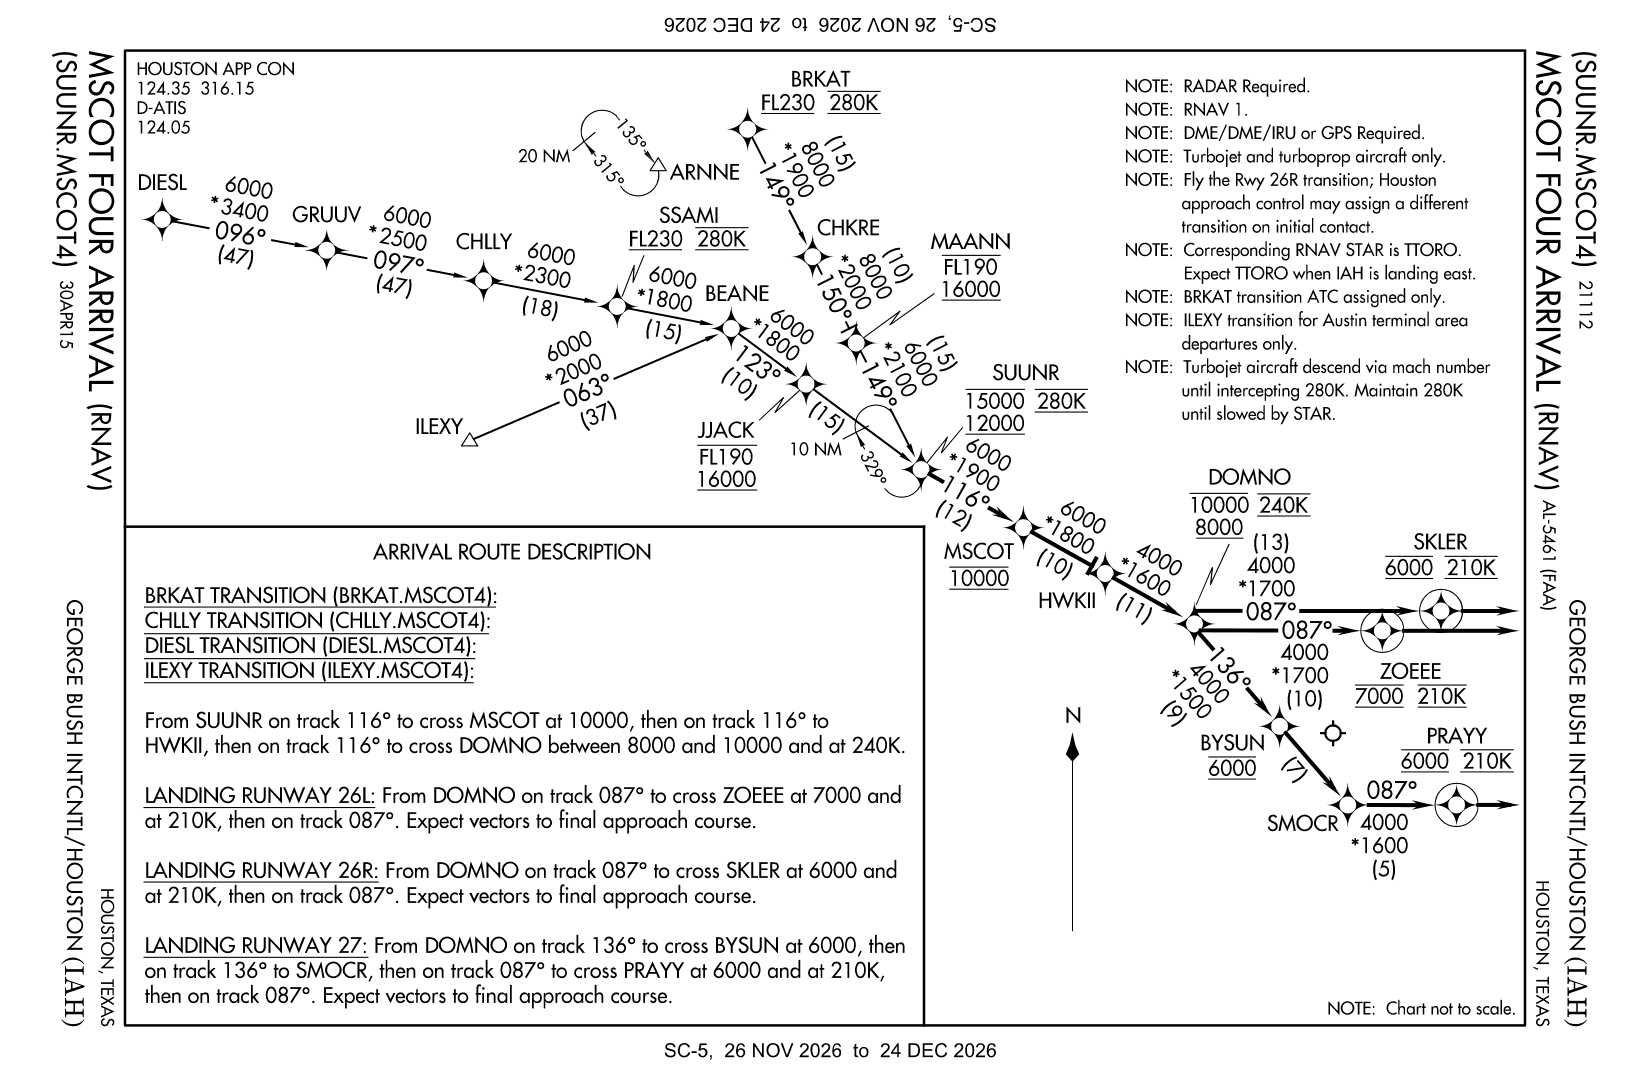 SC-5, 26 NOV 2026 to 24 DEC 2026
(SUUNR.MSCOT4) 30APR15
MSCOT FOUR ARRIVAL (RNAV)
GEORGE BUSH INTCNTL/HOUSTON (IAH)
HOUSTON, TEXAS
HOUSTON APP CON
124.35 316.15
D-ATIS
124.05
DIESL
6000
*3400
096°
(47)
GRUUV
6000
*2500
097°
(47)
CHLLY
6000
*2300
(18)
SSAMI
FL230 280K
6000
*1800
(15)
BEANE
6000
*1800
123°
(10)
ILEXY
6000
*2000
063°
(37)
20 NM
135°
315°
ARNNE
BRKAT
FL230 280K
(15)
8000
*1900
149°
CHKRE
(10)
8000
*2000
150°
MAANN
FL190
16000
(15)
6000
*2100
149°
JJACK
FL190
16000
(15)
10 NM
329°
SUUNR
15000 280K
12000
6000
*1900
116°
(12)
MSCOT
10000
6000
*1800
(10)
HWKII
4000
*1600
(11)
DOMNO
10000 240K
8000
(13)
4000
*1700
087°
SKLER
6000 210K
087°
4000
*1700
(10)
ZOEEE
7000 210K
136°
4000
*1500
(9)
BYSUN
6000
(7)
SMOCR
087°
4000
*1600
(5)
PRAYY
6000 210K
N
NOTE: RADAR Required.
NOTE: RNAV 1.
NOTE: DME/DME/IRU or GPS Required.
NOTE: Turbojet and turboprop aircraft only.
NOTE: Fly the Rwy 26R transition; Houston
approach control may assign a different
transition on initial contact.
NOTE: Corresponding RNAV STAR is TTORO.
Expect TTORO when IAH is landing east.
NOTE: BRKAT transition ATC assigned only.
NOTE: ILEXY transition for Austin terminal area
departures only.
NOTE: Turbojet aircraft descend via mach number
until intercepting 280K. Maintain 280K
until slowed by STAR.
ARRIVAL ROUTE DESCRIPTION
BRKAT TRANSITION (BRKAT.MSCOT4):
CHLLY TRANSITION (CHLLY.MSCOT4):
DIESL TRANSITION (DIESL.MSCOT4):
ILEXY TRANSITION (ILEXY.MSCOT4):
From SUUNR on track 116° to cross MSCOT at 10000, then on track 116° to
HWKII, then on track 116° to cross DOMNO between 8000 and 10000 and at 240K.
LANDING RUNWAY 26L: From DOMNO on track 087° to cross ZOEEE at 7000 and
at 210K, then on track 087°. Expect vectors to final approach course.
LANDING RUNWAY 26R: From DOMNO on track 087° to cross SKLER at 6000 and
at 210K, then on track 087°. Expect vectors to final approach course.
LANDING RUNWAY 27: From DOMNO on track 136° to cross BYSUN at 6000, then
on track 136° to SMOCR, then on track 087° to cross PRAYY at 6000 and at 210K,
then on track 087°. Expect vectors to final approach course.
NOTE: Chart not to scale.
(SUUNR.MSCOT4) 21112
MSCOT FOUR ARRIVAL (RNAV) AL-5461 (FAA)
GEORGE BUSH INTCNTL/HOUSTON (IAH)
HOUSTON, TEXAS
SC-5, 26 NOV 2026 to 24 DEC 2026